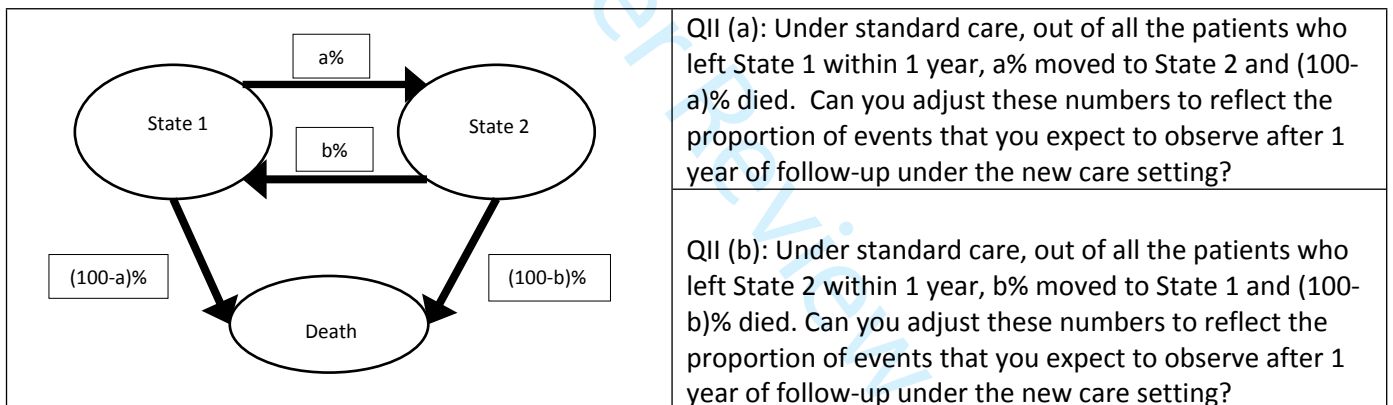 a%
State 1
State 2
b%
(100-a)%
(100-b)%
Death
QII (a): Under standard care, out of all the patients who
left State 1 within 1 year, a% moved to State 2 and (100-
a)% died.  Can you adjust these numbers to reflect the
proportion of events that you expect to observe after 1
year of follow-up under the new care setting?
QII (b): Under standard care, out of all the patients who
left State 2 within 1 year, b% moved to State 1 and (100-
b)% died. Can you adjust these numbers to reflect the
proportion of events that you expect to observe after 1
year of follow-up under the new care setting?
er Review